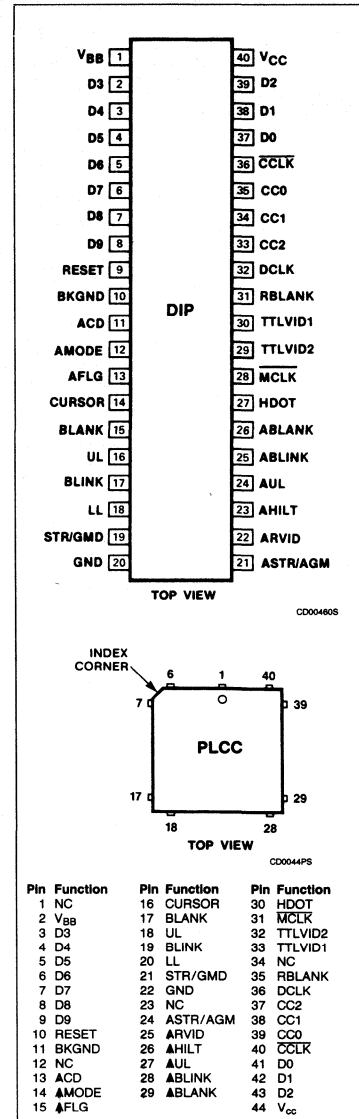 VBB 1 40 VCC
D3 2 39 D2
D4 3 38 D1
D5 4 37 D0
D6 5 36 CCLK
D7 6 35 CC0
D8 7 34 CC1
D9 8 33 CC2
RESET 9 32 DCLK
BKGND 10 31 RBLANK
DIP
ACD 11 30 TTLVID1
AMODE 12 29 TTLVID2
AFLG 13 28 MCLK
CURSOR 14 27 HDOT
BLANK 15 26 ABLANK
UL 16 25 ABLINK
BLINK 17 24 AUL
LL 18 23 AHILT
STR/GMD 19 22 ARVID
GND 20 21 ASTR/AGM
TOP VIEW
CD00460S
INDEX
CORNER
6 1 40
7 39
PLCC
17 29
18 28
TOP VIEW
CD0044PS
Pin Function Pin Function Pin Function
1 NC 16 CURSOR 30 HDOT
2 VBB 17 BLANK 31 MCLK
3 D3 18 UL 32 TTLVID2
4 D4 19 BLINK 33 TTLVID1
5 D5 20 LL 34 NC
6 D6 21 STR/GMD 35 RBLANK
7 D7 22 GND 36 DCLK
8 D8 23 NC 37 CC2
9 D9 24 ASTR/AGM 38 CC1
10 RESET 25 ARVID 39 CC0
11 BKGND 26 AHILT 40 CCLK
12 NC 27 AUL 41 D0
13 ACD 28 ABLINK 42 D1
14 AMODE 29 ABLANK 43 D2
15 AFLG 44 Vcc